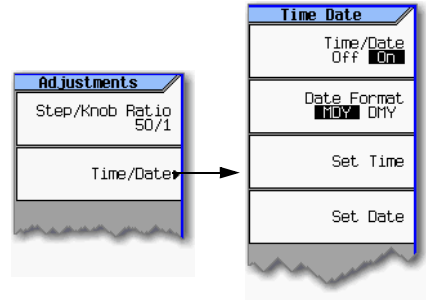 Adjustments
Step/Knob Ratio
50/1
Time/Date
Time Date
Time/Date
Off On
Date Format
MDY DMY
Set Time
Set Date